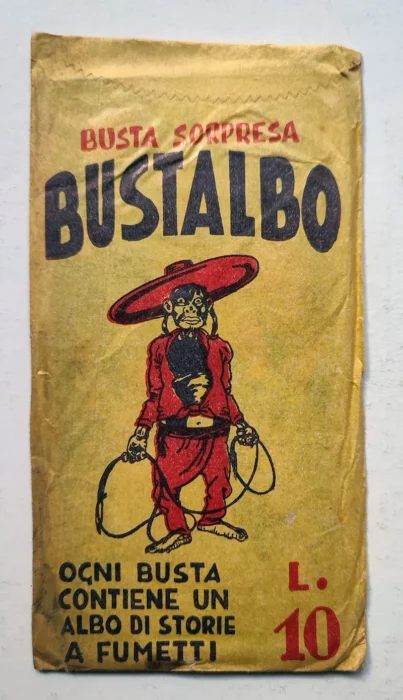 BUSTA SORPRESA
BUSTALBO
OGNI BUSTA
CONTIENE UN
ALBO DI STORIE
A FUMETTI
L.
10